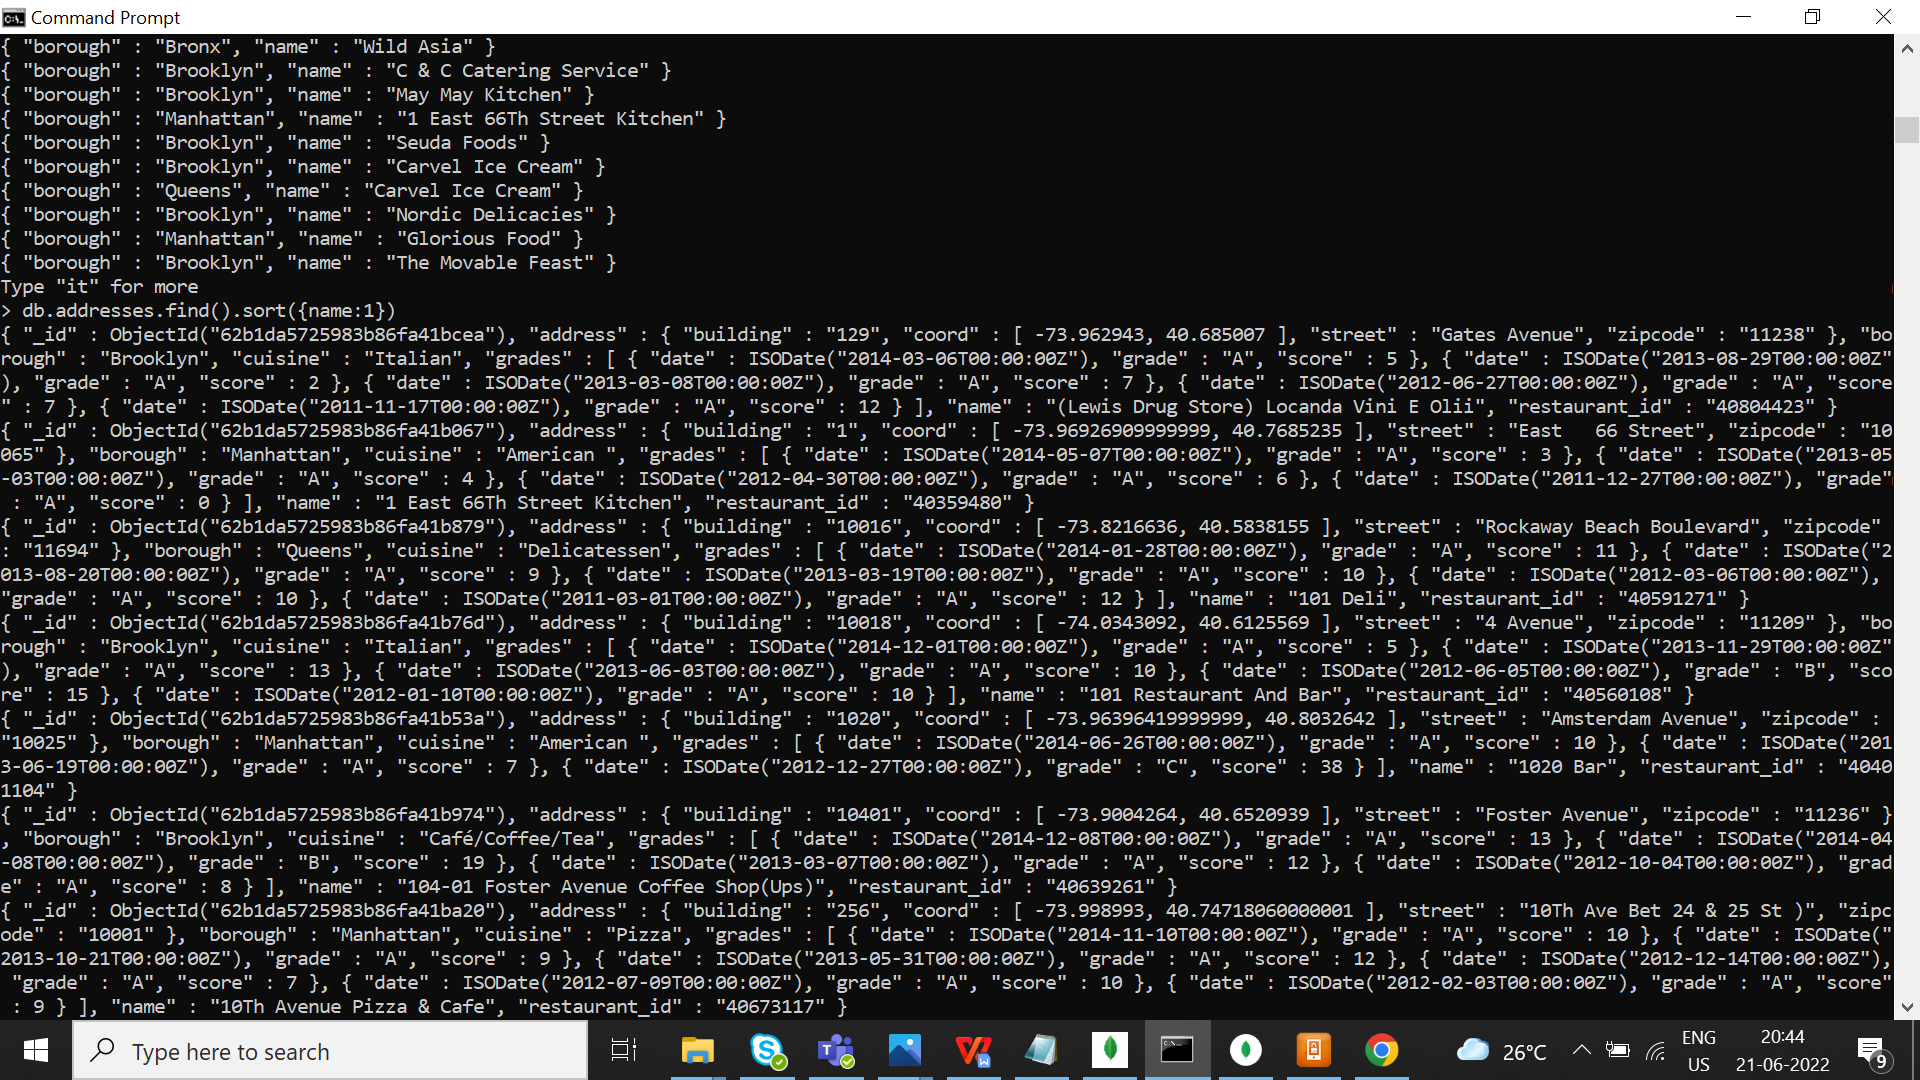 Command Prompt
{ "borough" : "Bronx", "name" : "Wild Asia" }
{ "borough" : "Brooklyn", "name" : "C & C Catering Service" }
{ "borough" : "Brooklyn", "name" : "May May Kitchen" }
{ "borough" : "Manhattan", "name" : "1 East 66Th Street Kitchen" }
{ "borough" : "Brooklyn", "name" : "Seuda Foods" }
{ "borough" : "Brooklyn", "name" : "Carvel Ice Cream" }
{ "borough" : "Queens", "name" : "Carvel Ice Cream" }
{ "borough" : "Brooklyn", "name" : "Nordic Delicacies" }
{ "borough" : "Manhattan", "name" : "Glorious Food" }
{ "borough" : "Brooklyn", "name" : "The Movable Feast" }
Type "it" for more
> db.addresses.find().sort({name:1})
{ "_id" : ObjectId("62b1da5725983b86fa41bcea"), "address" : { "building" : "129", "coord" : [ -73.962943, 40.685007 ], "street" : "Gates Avenue", "zipcode" : "11238" }, "bo
rough" : "Brooklyn", "cuisine" : "Italian", "grades" : [ { "date" : ISODate("2014-03-06T00:00:00Z"), "grade" : "A", "score" : 5 }, { "date" : ISODate("2013-08-29T00:00:00Z"
), "grade" : "A", "score" : 2 }, { "date" : ISODate("2013-03-08T00:00:00Z"), "grade" : "A", "score" : 7 }, { "date" : ISODate("2012-06-27T00:00:00Z"), "grade" : "A", "score
" : 7 }, { "date" : ISODate("2011-11-17T00:00:00Z"), "grade" : "A", "score" : 12 } ], "name" : "(Lewis Drug Store) Locanda Vini E Olii", "restaurant_id" : "40804423" }
{ "_id" : ObjectId("62b1da5725983b86fa41b067"), "address" : { "building" : "1", "coord" : [ -73.96926909999999, 40.7685235 ], "street" : "East   66 Street", "zipcode" : "10
065" }, "borough" : "Manhattan", "cuisine" : "American ", "grades" : [ { "date" : ISODate("2014-05-07T00:00:00Z"), "grade" : "A", "score" : 3 }, { "date" : ISODate("2013-05
-03T00:00:00Z"), "grade" : "A", "score" : 4 }, { "date" : ISODate("2012-04-30T00:00:00Z"), "grade" : "A", "score" : 6 }, { "date" : ISODate("2011-12-27T00:00:00Z"), "grade"
 : "A", "score" : 0 } ], "name" : "1 East 66Th Street Kitchen", "restaurant_id" : "40359480" }
{ "_id" : ObjectId("62b1da5725983b86fa41b879"), "address" : { "building" : "10016", "coord" : [ -73.8216636, 40.5838155 ], "street" : "Rockaway Beach Boulevard", "zipcode"
: "11694" }, "borough" : "Queens", "cuisine" : "Delicatessen", "grades" : [ { "date" : ISODate("2014-01-28T00:00:00Z"), "grade" : "A", "score" : 11 }, { "date" : ISODate("2
013-08-20T00:00:00Z"), "grade" : "A", "score" : 9 }, { "date" : ISODate("2013-03-19T00:00:00Z"), "grade" : "A", "score" : 10 }, { "date" : ISODate("2012-03-06T00:00:00Z"),
"grade" : "A", "score" : 10 }, { "date" : ISODate("2011-03-01T00:00:00Z"), "grade" : "A", "score" : 12 } ], "name" : "101 Deli", "restaurant_id" : "40591271" }
{ "_id" : ObjectId("62b1da5725983b86fa41b76d"), "address" : { "building" : "10018", "coord" : [ -74.0343092, 40.6125569 ], "street" : "4 Avenue", "zipcode" : "11209" }, "bo
rough" : "Brooklyn", "cuisine" : "Italian", "grades" : [ { "date" : ISODate("2014-12-01T00:00:00Z"), "grade" : "A", "score" : 5 }, { "date" : ISODate("2013-11-29T00:00:00Z"
), "grade" : "A", "score" : 13 }, { "date" : ISODate("2013-06-03T00:00:00Z"), "grade" : "A", "score" : 10 }, { "date" : ISODate("2012-06-05T00:00:00Z"), "grade" : "B", "sco
re" : 15 }, { "date" : ISODate("2012-01-10T00:00:00Z"), "grade" : "A", "score" : 10 } ], "name" : "101 Restaurant And Bar", "restaurant_id" : "40560108" }
{ "_id" : ObjectId("62b1da5725983b86fa41b53a"), "address" : { "building" : "1020", "coord" : [ -73.96396419999999, 40.8032642 ], "street" : "Amsterdam Avenue", "zipcode" :
"10025" }, "borough" : "Manhattan", "cuisine" : "American ", "grades" : [ { "date" : ISODate("2014-06-26T00:00:00Z"), "grade" : "A", "score" : 10 }, { "date" : ISODate("201
3-06-19T00:00:00Z"), "grade" : "A", "score" : 7 }, { "date" : ISODate("2012-12-27T00:00:00Z"), "grade" : "C", "score" : 38 } ], "name" : "1020 Bar", "restaurant_id" : "4040
1104" }
{ "_id" : ObjectId("62b1da5725983b86fa41b974"), "address" : { "building" : "10401", "coord" : [ -73.9004264, 40.6520939 ], "street" : "Foster Avenue", "zipcode" : "11236" }
, "borough" : "Brooklyn", "cuisine" : "Café/Coffee/Tea", "grades" : [ { "date" : ISODate("2014-12-08T00:00:00Z"), "grade" : "A", "score" : 13 }, { "date" : ISODate("2014-04
-08T00:00:00Z"), "grade" : "B", "score" : 19 }, { "date" : ISODate("2013-03-07T00:00:00Z"), "grade" : "A", "score" : 12 }, { "date" : ISODate("2012-10-04T00:00:00Z"), "grad
e" : "A", "score" : 8 } ], "name" : "104-01 Foster Avenue Coffee Shop(Ups)", "restaurant_id" : "40639261" }
{ "_id" : ObjectId("62b1da5725983b86fa41ba20"), "address" : { "building" : "256", "coord" : [ -73.998993, 40.74718060000001 ], "street" : "10Th Ave Bet 24 & 25 St )", "zipc
ode" : "10001" }, "borough" : "Manhattan", "cuisine" : "Pizza", "grades" : [ { "date" : ISODate("2014-11-10T00:00:00Z"), "grade" : "A", "score" : 10 }, { "date" : ISODate("
2013-10-21T00:00:00Z"), "grade" : "A", "score" : 9 }, { "date" : ISODate("2013-05-31T00:00:00Z"), "grade" : "A", "score" : 12 }, { "date" : ISODate("2012-12-14T00:00:00Z"),
 "grade" : "A", "score" : 7 }, { "date" : ISODate("2012-07-09T00:00:00Z"), "grade" : "A", "score" : 10 }, { "date" : ISODate("2012-02-03T00:00:00Z"), "grade" : "A", "score"
 : 9 } ], "name" : "10Th Avenue Pizza & Cafe", "restaurant_id" : "40673117" }
Type here to search
26°C
ENG
US
20:44
21-06-2022
9